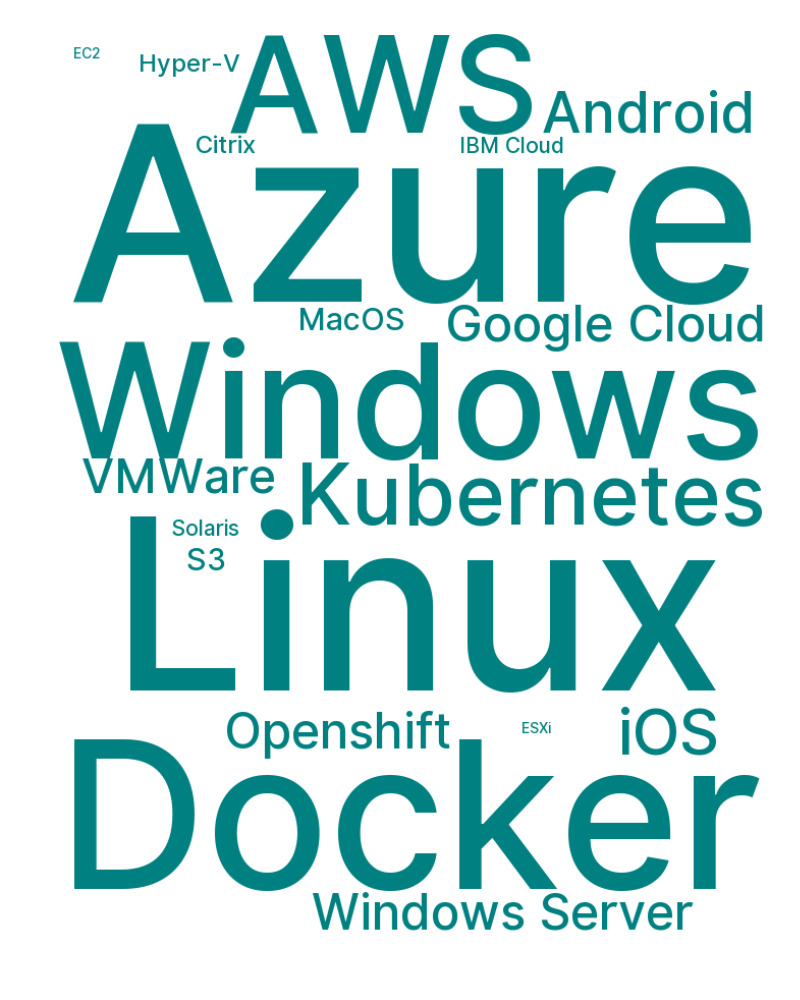 EC2
Hyper-V
AWS
Android
Citrix
IBM Cloud
Azure
MacOS
Google Cloud
Windows
VMWare
Kubernetes
Solaris
S3
Linux
Openshift
ESXi
iOS
Docker
Windows Server